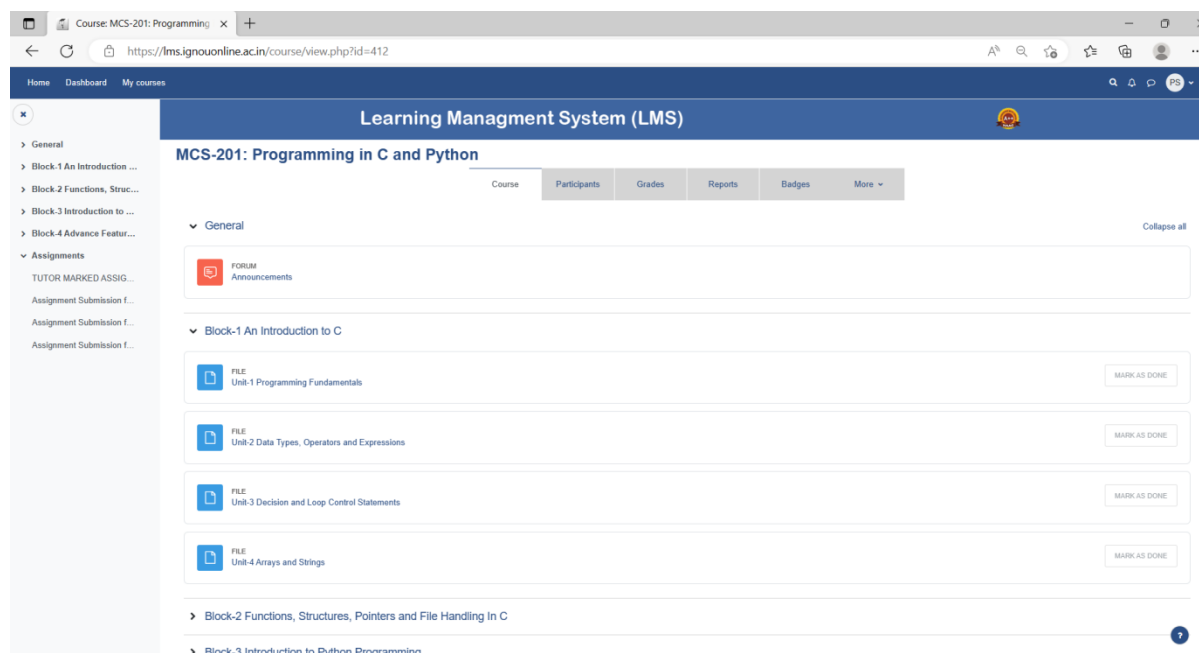 Course: MCS-201: Programming
https://lms.ignouonline.ac.in/course/view.php?id=412
Home Dashboard My courses
PS
Learning Managment System (LMS)
General
Block-1 An Introduction ...
Block-2 Functions, Struc...
Block-3 Introduction to ...
Block-4 Advance Featur...
Assignments
TUTOR MARKED ASSIG...
Assignment Submission f...
Assignment Submission f...
Assignment Submission f...
MCS-201: Programming in C and Python
Course Participants Grades Reports Badges More
General Collapse all
FORUM
Announcements
Block-1 An Introduction to C
FILE
Unit-1 Programming Fundamentals
MARK AS DONE
FILE
Unit-2 Data Types, Operators and Expressions
MARK AS DONE
FILE
Unit-3 Decision and Loop Control Statements
MARK AS DONE
FILE
Unit-4 Arrays and Strings
MARK AS DONE
Block-2 Functions, Structures, Pointers and File Handling In C
Block-3 Introduction to Python Programming